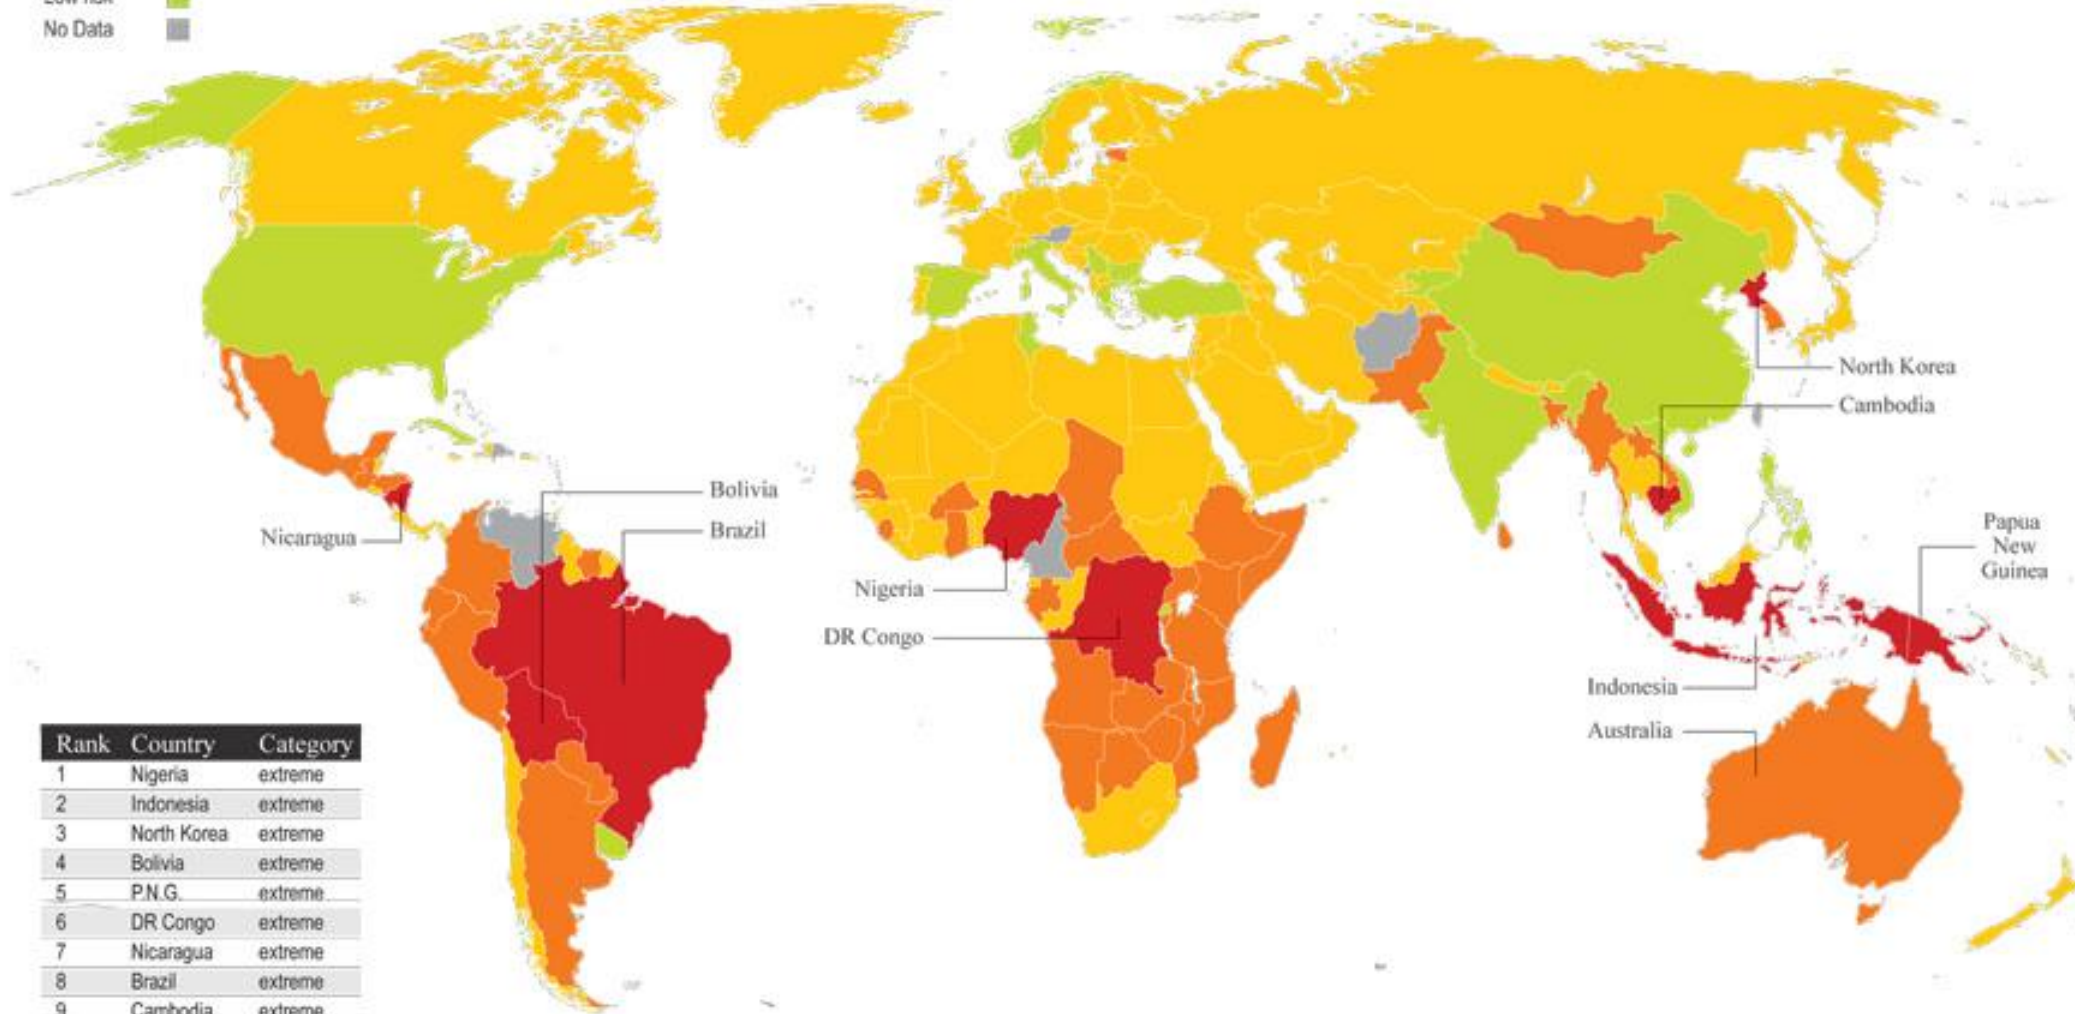 Low risk
No Data
North Korea
Cambodia
Bolivia
Brazil
Nicaragua
Papua
New
Guinea
Nigeria
DR Congo
Indonesia
Australia
Rank Country Category
1 Nigeria extreme
2 Indonesia extreme
3 North Korea extreme
4 Bolivia extreme
5 P.N.G. extreme
6 DR Congo extreme
7 Nicaragua extreme
8 Brazil extreme
9 Cambodia extreme